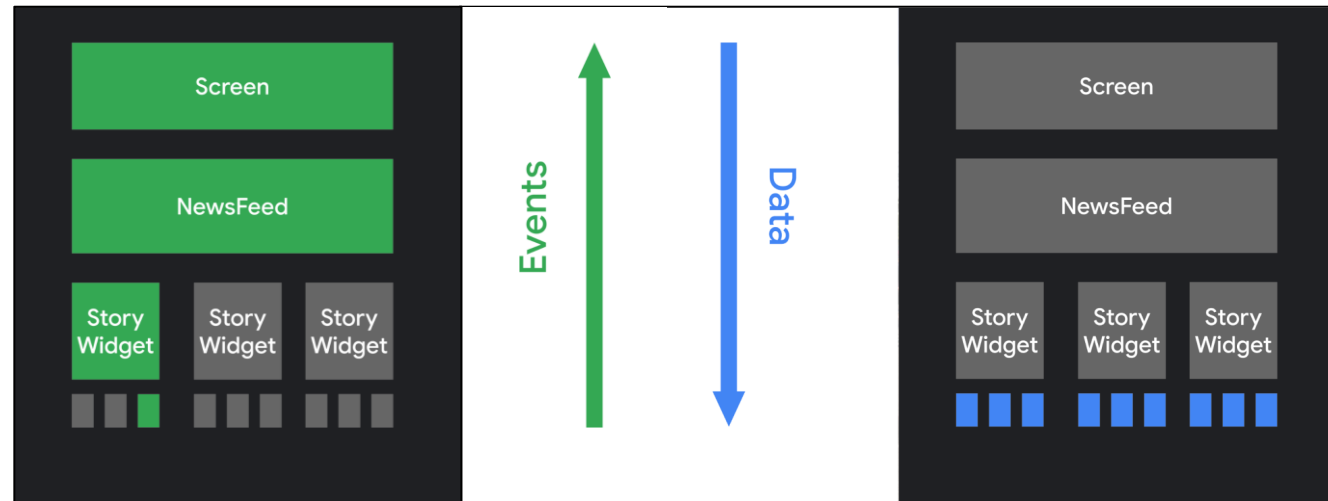 Screen
NewsFeed
Story
Widget
Story
Widget
Story
Widget
Events
Data
Screen
NewsFeed
Story
Widget
Story
Widget
Story
Widget